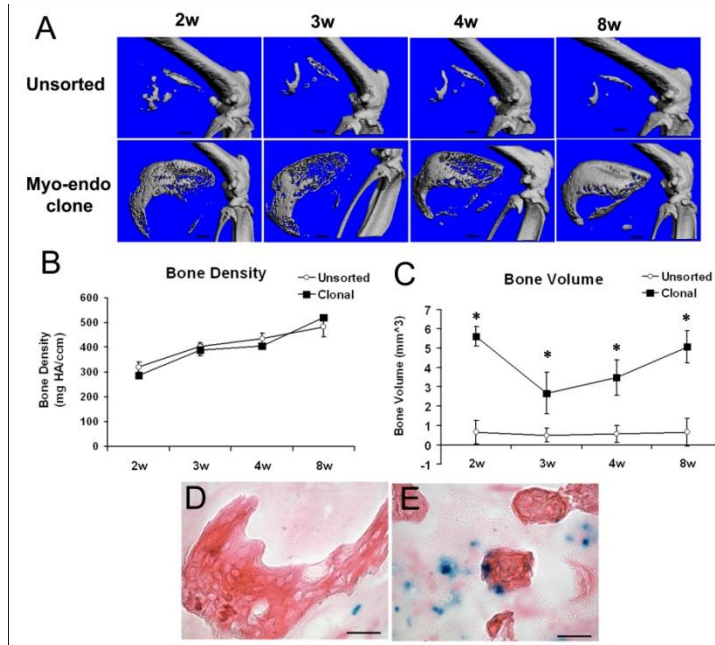 A
2w 3w 4w 8w
Unsorted
Myo-endo
clone
B
Bone Density
Unsorted
Clonal
600
500
400
300
200
100
0
Bone Density
(mg HA/ccm)
2w 3w 4w 8w
C
Bone Volume
Unsorted
Clonal
7
6
5
4
3
2
1
0
-1
Bone Volume (mm^3)
* * * *
2w 3w 4w 8w
D
E